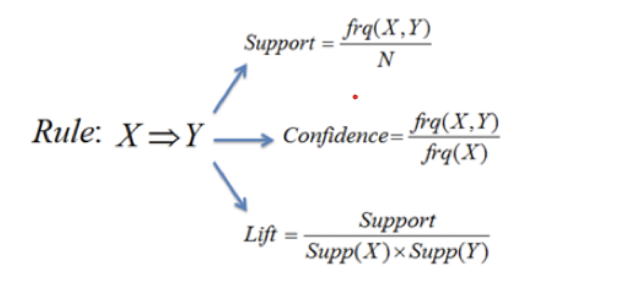 Support = frq(X,Y) / N
Rule: X ⇒ Y
Confidence= frq(X,Y) / frq(X)
Lift = Support / Supp(X)×Supp(Y)